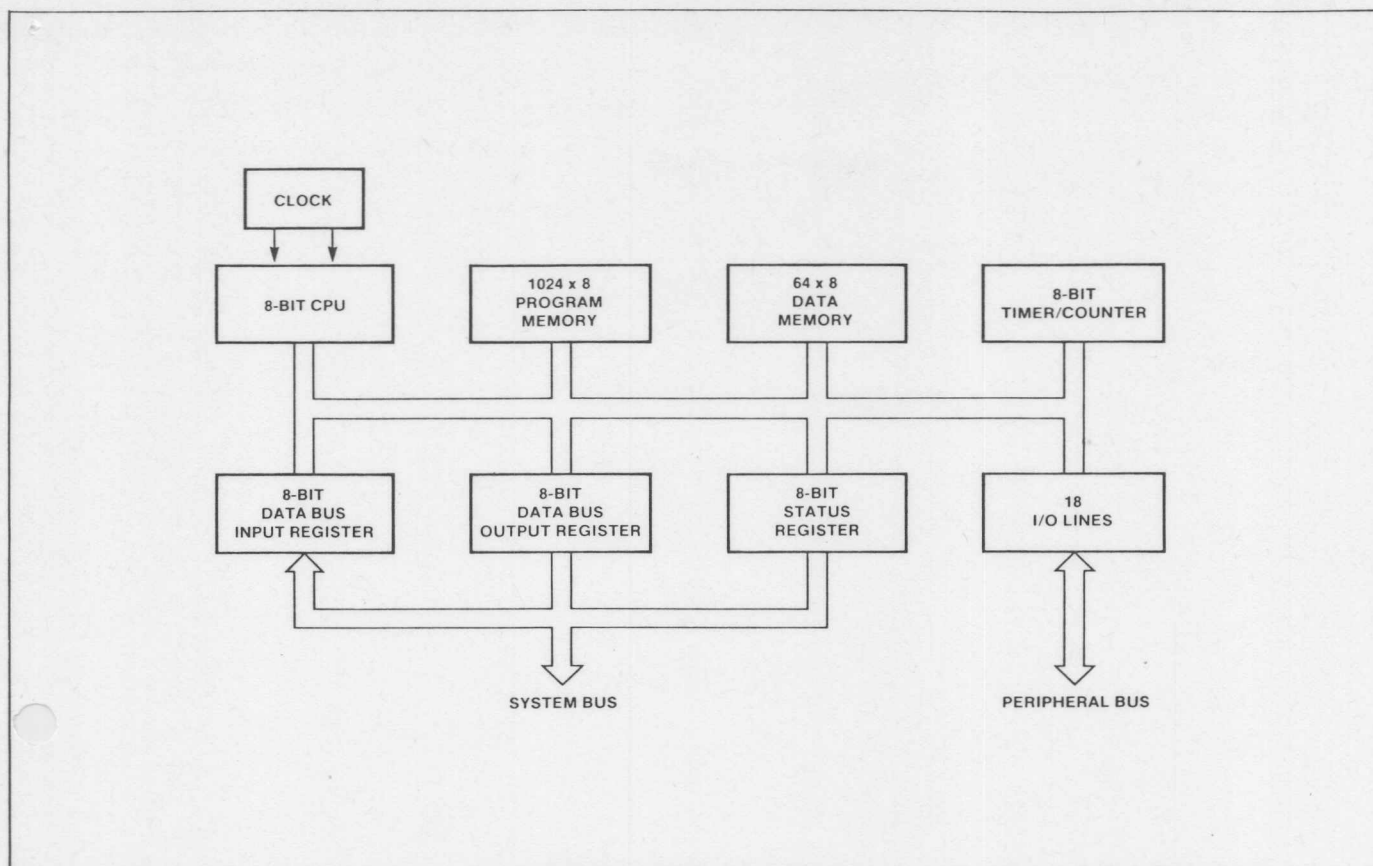 CLOCK
8-BIT CPU
1024 x 8
PROGRAM
MEMORY
64 x 8
DATA
MEMORY
8-BIT
TIMER/COUNTER
8-BIT
DATA BUS
INPUT REGISTER
8-BIT
DATA BUS
OUTPUT REGISTER
8-BIT
STATUS
REGISTER
18
I/O LINES
SYSTEM BUS
PERIPHERAL BUS